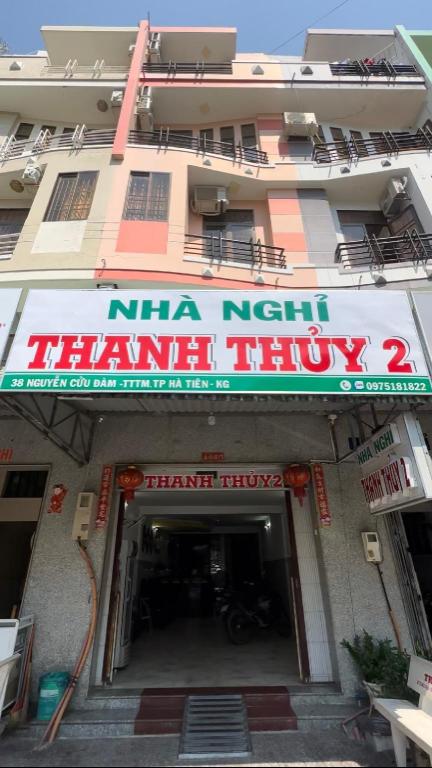 NHÀ NGHỈ
THANH THỦY 2
38 NGUYỄN CỬU ĐÀM -TTTM.TP HÀ TIÊN - KG
0975181822
NHÀ NGHỈ
THANH THỦY 2
THANH THỦY2